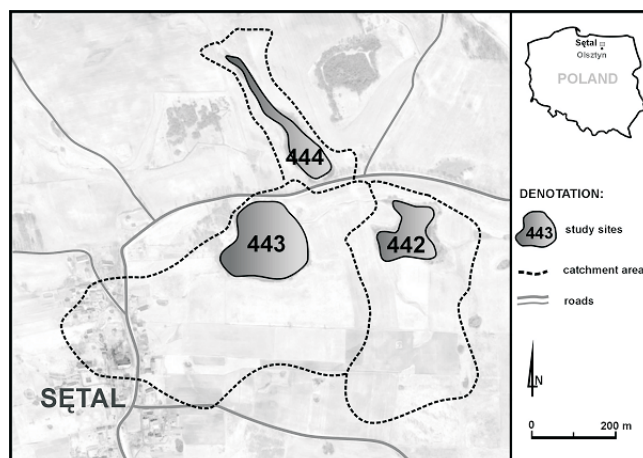 444
443
442
SĘTAL
Sętal
Olsztyn
POLAND
DENOTATION:
443 study sites
catchment area
roads
N
0 200 m